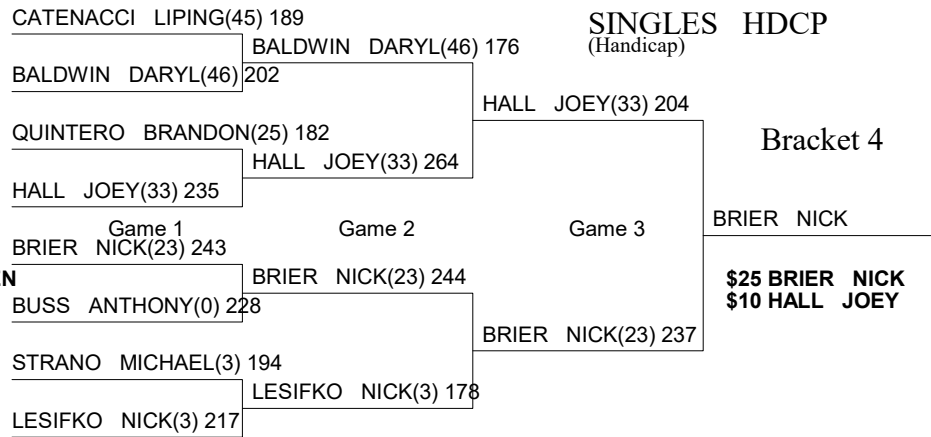 CATENACCI LIPING(45) 189
SINGLES HDCP
(Handicap)
BALDWIN DARYL(46) 176
BALDWIN DARYL(46) 202
HALL JOEY(33) 204
QUINTERO BRANDON(25) 182
Bracket 4
HALL JOEY(33) 264
HALL JOEY(33) 235
Game 1
Game 2
Game 3
BRIER NICK
BRIER NICK(23) 243
BRIER NICK(23) 244
EN
$25 BRIER NICK
$10 HALL JOEY
BUSS ANTHONY(0) 228
BRIER NICK(23) 237
STRANO MICHAEL(3) 194
LESIFKO NICK(3) 178
LESIFKO NICK(3) 217